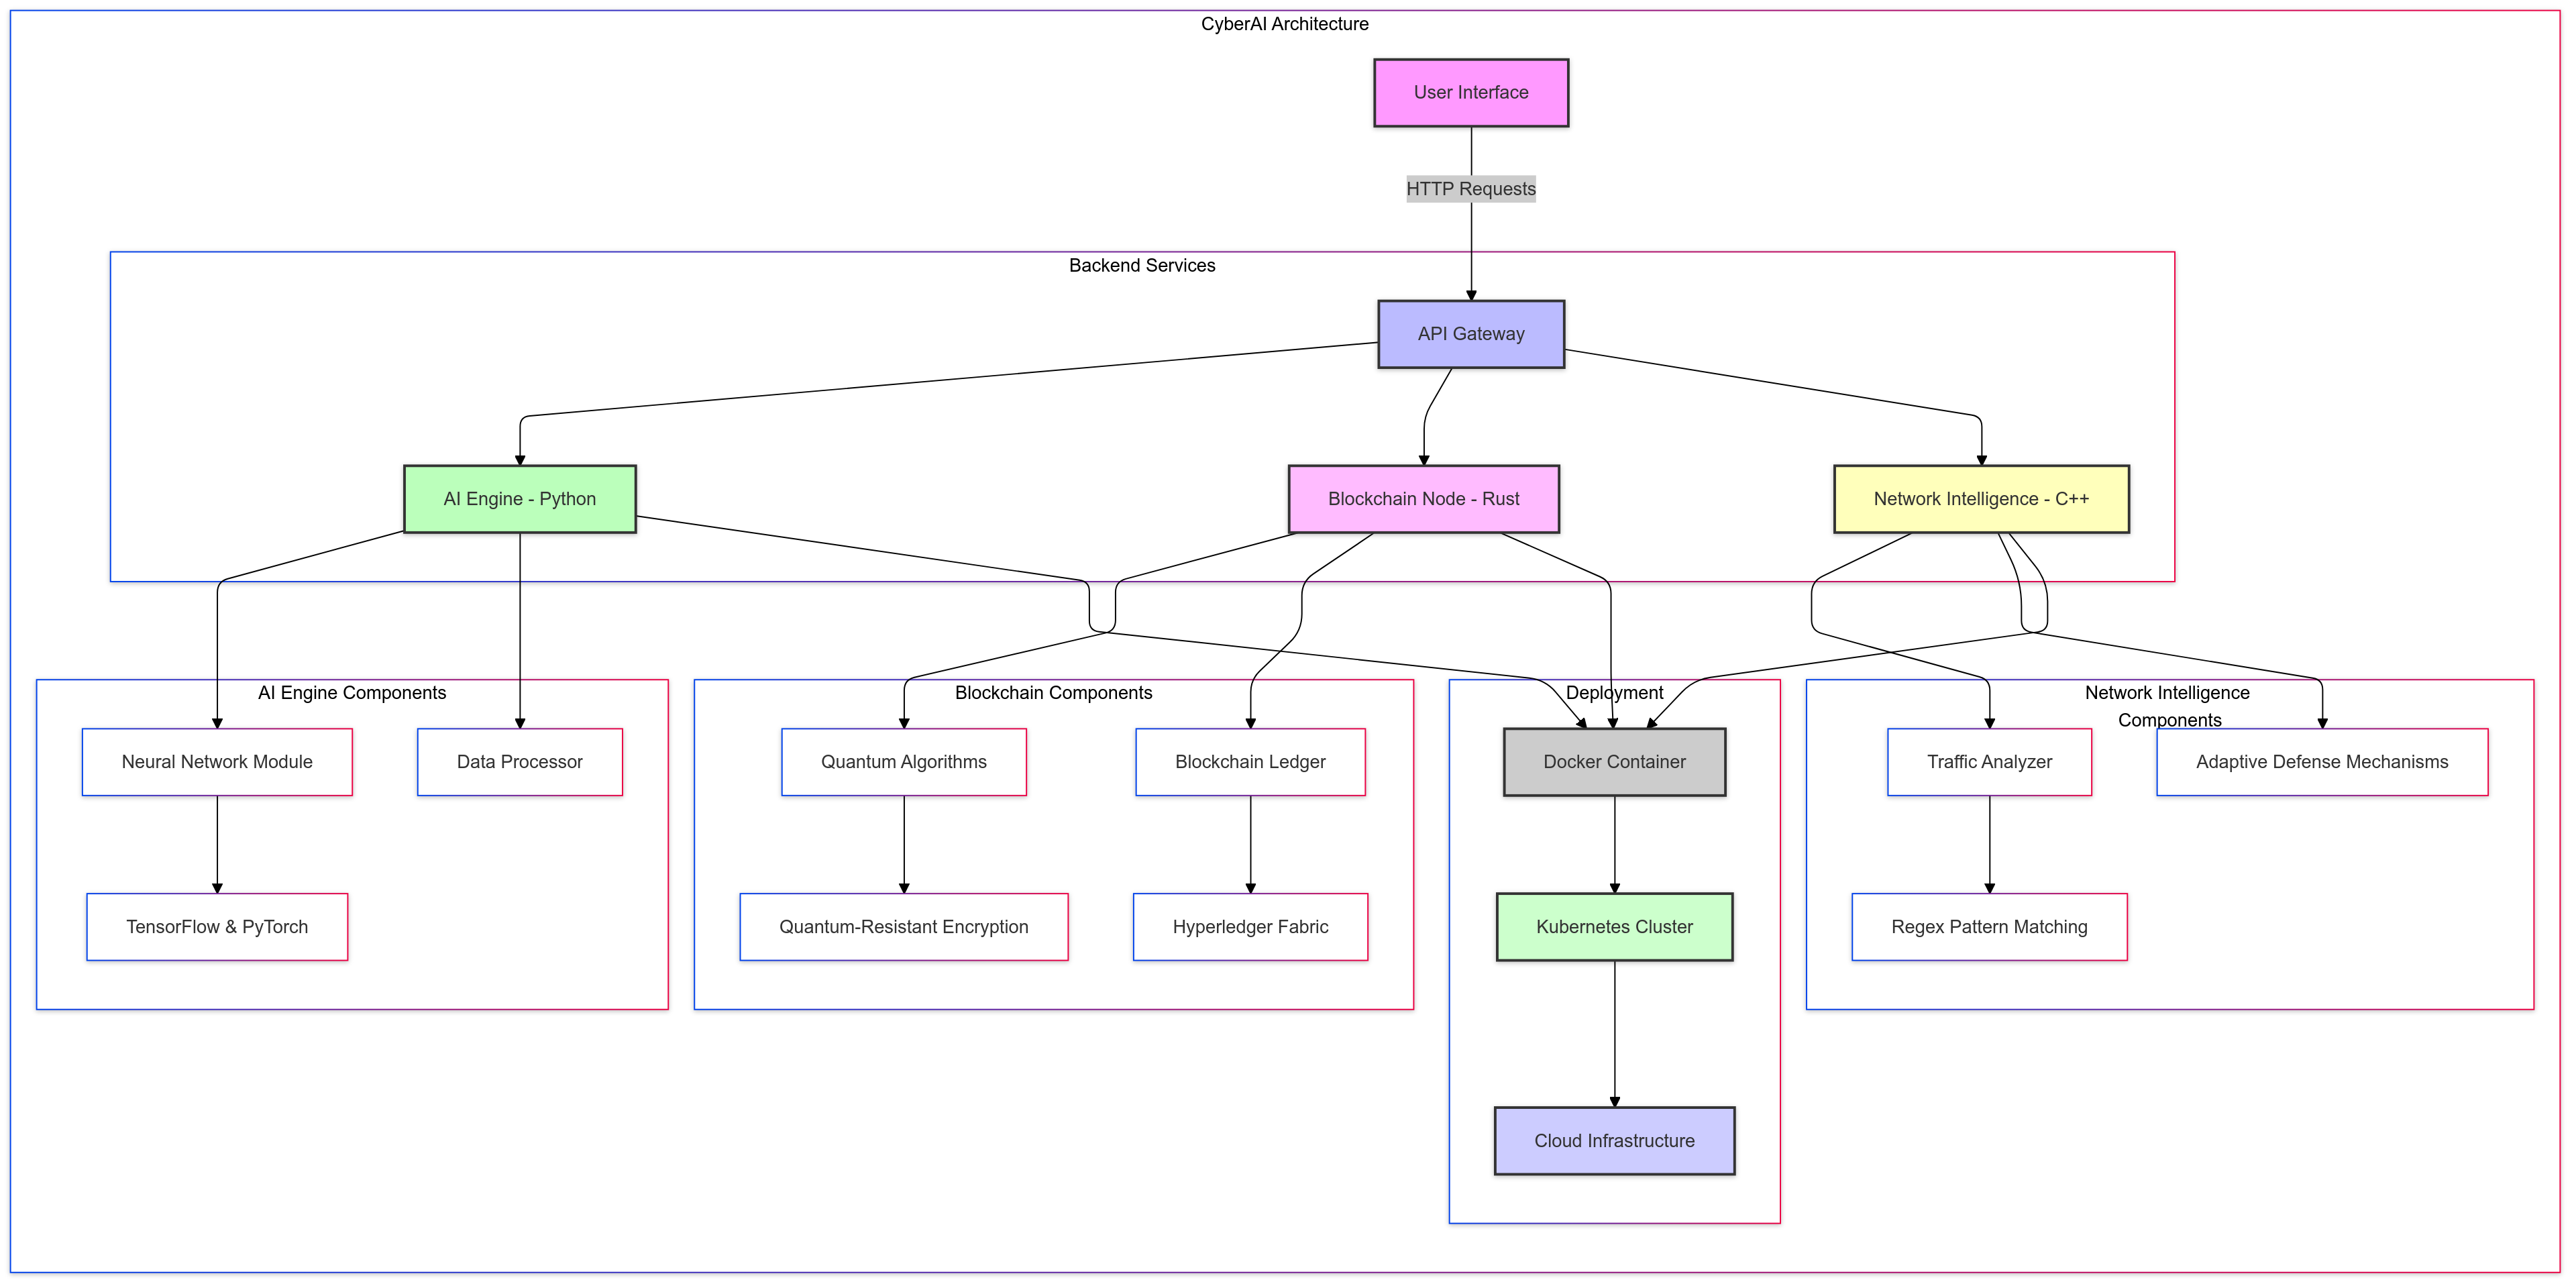 CyberAI Architecture
User Interface
HTTP Requests
Backend Services
API Gateway
AI Engine - Python
Blockchain Node - Rust
Network Intelligence - C++
AI Engine Components
Neural Network Module
Data Processor
TensorFlow & PyTorch
Blockchain Components
Quantum Algorithms
Blockchain Ledger
Quantum-Resistant Encryption
Hyperledger Fabric
Deployment
Docker Container
Kubernetes Cluster
Cloud Infrastructure
Network Intelligence
Components
Traffic Analyzer
Adaptive Defense Mechanisms
Regex Pattern Matching